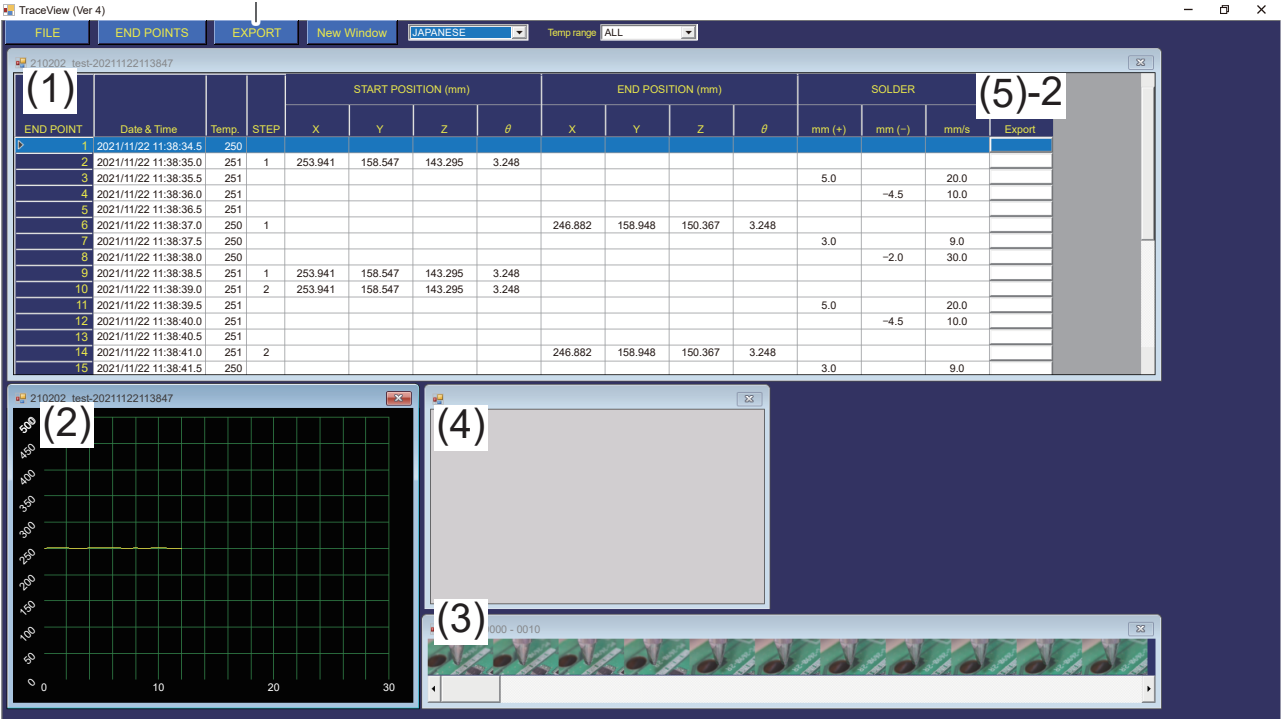 TraceView (Ver 4)
FILE END POINTS EXPORT New Window JAPANESE Temp range ALL
210202_test-20211122113847
(1) START POSITION (mm) END POSITION (mm) SOLDER (5)-2
END POINT Date & Time Temp. STEP X Y Z θ X Y Z θ mm (+) mm (−) mm/s Export
1 2021/11/22 11:38:34.5 250
2 2021/11/22 11:38:35.0 251 1 253.941 158.547 143.295 3.248
3 2021/11/22 11:38:35.5 251 5.0 20.0
4 2021/11/22 11:38:36.0 251 −4.5 10.0
5 2021/11/22 11:38:36.5 251
6 2021/11/22 11:38:37.0 250 1 246.882 158.948 150.367 3.248
7 2021/11/22 11:38:37.5 250 3.0 9.0
8 2021/11/22 11:38:38.0 250 −2.0 30.0
9 2021/11/22 11:38:38.5 251 1 253.941 158.547 143.295 3.248
10 2021/11/22 11:38:39.0 251 2 253.941 158.547 143.295 3.248
11 2021/11/22 11:38:39.5 251 5.0 20.0
12 2021/11/22 11:38:40.0 251 −4.5 10.0
13 2021/11/22 11:38:40.5 251
14 2021/11/22 11:38:41.0 251 2 246.882 158.948 150.367 3.248
15 2021/11/22 11:38:41.5 250 3.0 9.0
210202_test-20211122113847
(2)
500
450
400
350
300
250
200
150
100
50
0
0 10 20 30
(4)
(3) 000 - 0010